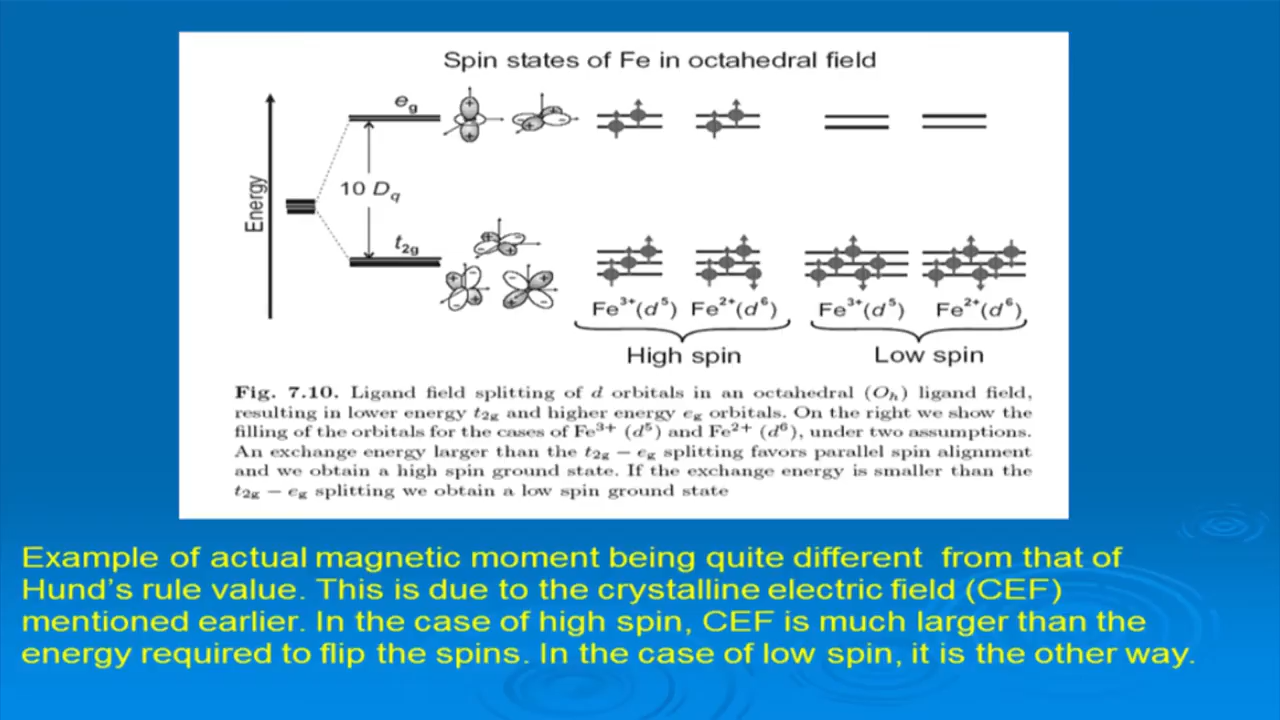 Spin states of Fe in octahedral field
Energy
e_g
10 D_q
t_2g
Fe³⁺(d⁵) Fe²⁺(d⁶) Fe³⁺(d⁵) Fe²⁺(d⁶)
High spin Low spin
Fig. 7.10. Ligand field splitting of d orbitals in an octahedral (O_h) ligand field,
resulting in lower energy t_2g and higher energy e_g orbitals. On the right we show the
filling of the orbitals for the cases of Fe³⁺ (d⁵) and Fe²⁺ (d⁶), under two assumptions.
An exchange energy larger than the t_2g − e_g splitting favors parallel spin alignment
and we obtain a high spin ground state. If the exchange energy is smaller than the
t_2g − e_g splitting we obtain a low spin ground state
Example of actual magnetic moment being quite different from that of
Hund's rule value. This is due to the crystalline electric field (CEF)
mentioned earlier. In the case of high spin, CEF is much larger than the
energy required to flip the spins. In the case of low spin, it is the other way.